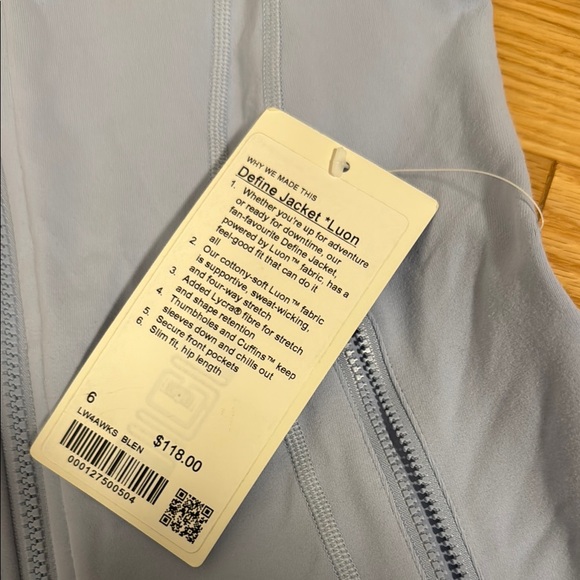 WHY WE MADE THIS
Define Jacket *Luon
1. Whether you're up for adventure
or ready for downtime, our
fan-favourite Define Jacket,
powered by Luon™ fabric, has a
feel-good fit that can do it
all
2. Our cottony-soft Luon™ fabric
is supportive, sweat-wicking,
and four-way stretch
3. Added Lycra® fibre for stretch
and shape retention
4. Thumbholes and Cuffins™ keep
sleeves down and chills out
5. Secure front pockets
6. Slim fit, hip length
6
LW4AWKS BLEN
$118.00
000127500504